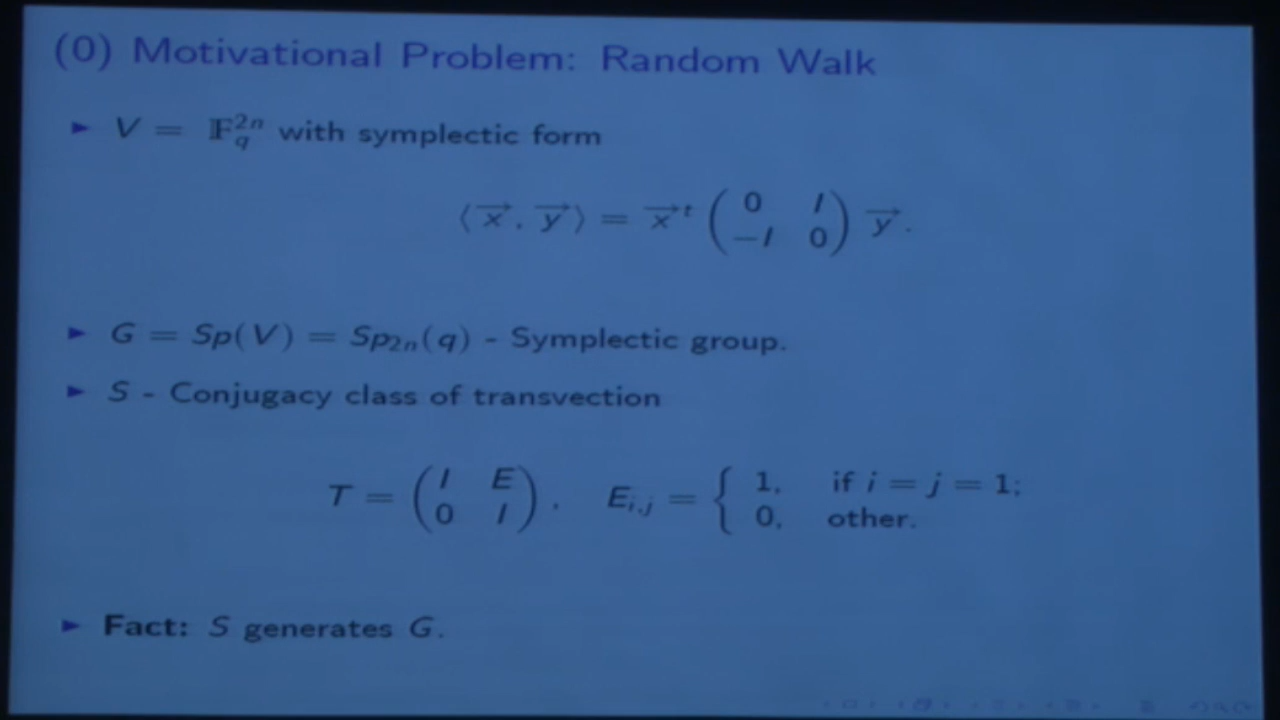 (0) Motivational Problem: Random Walk
► V = 𝔽_q^{2n} with symplectic form
⟨x⃗, y⃗⟩ = x⃗^t ( 0 I ; −I 0 ) y⃗.
► G = Sp(V) = Sp_{2n}(q) - Symplectic group.
► S - Conjugacy class of transvection
T = ( I E ; 0 I ), E_{i,j} = { 1, if i = j = 1; 0, other.
► Fact: S generates G.